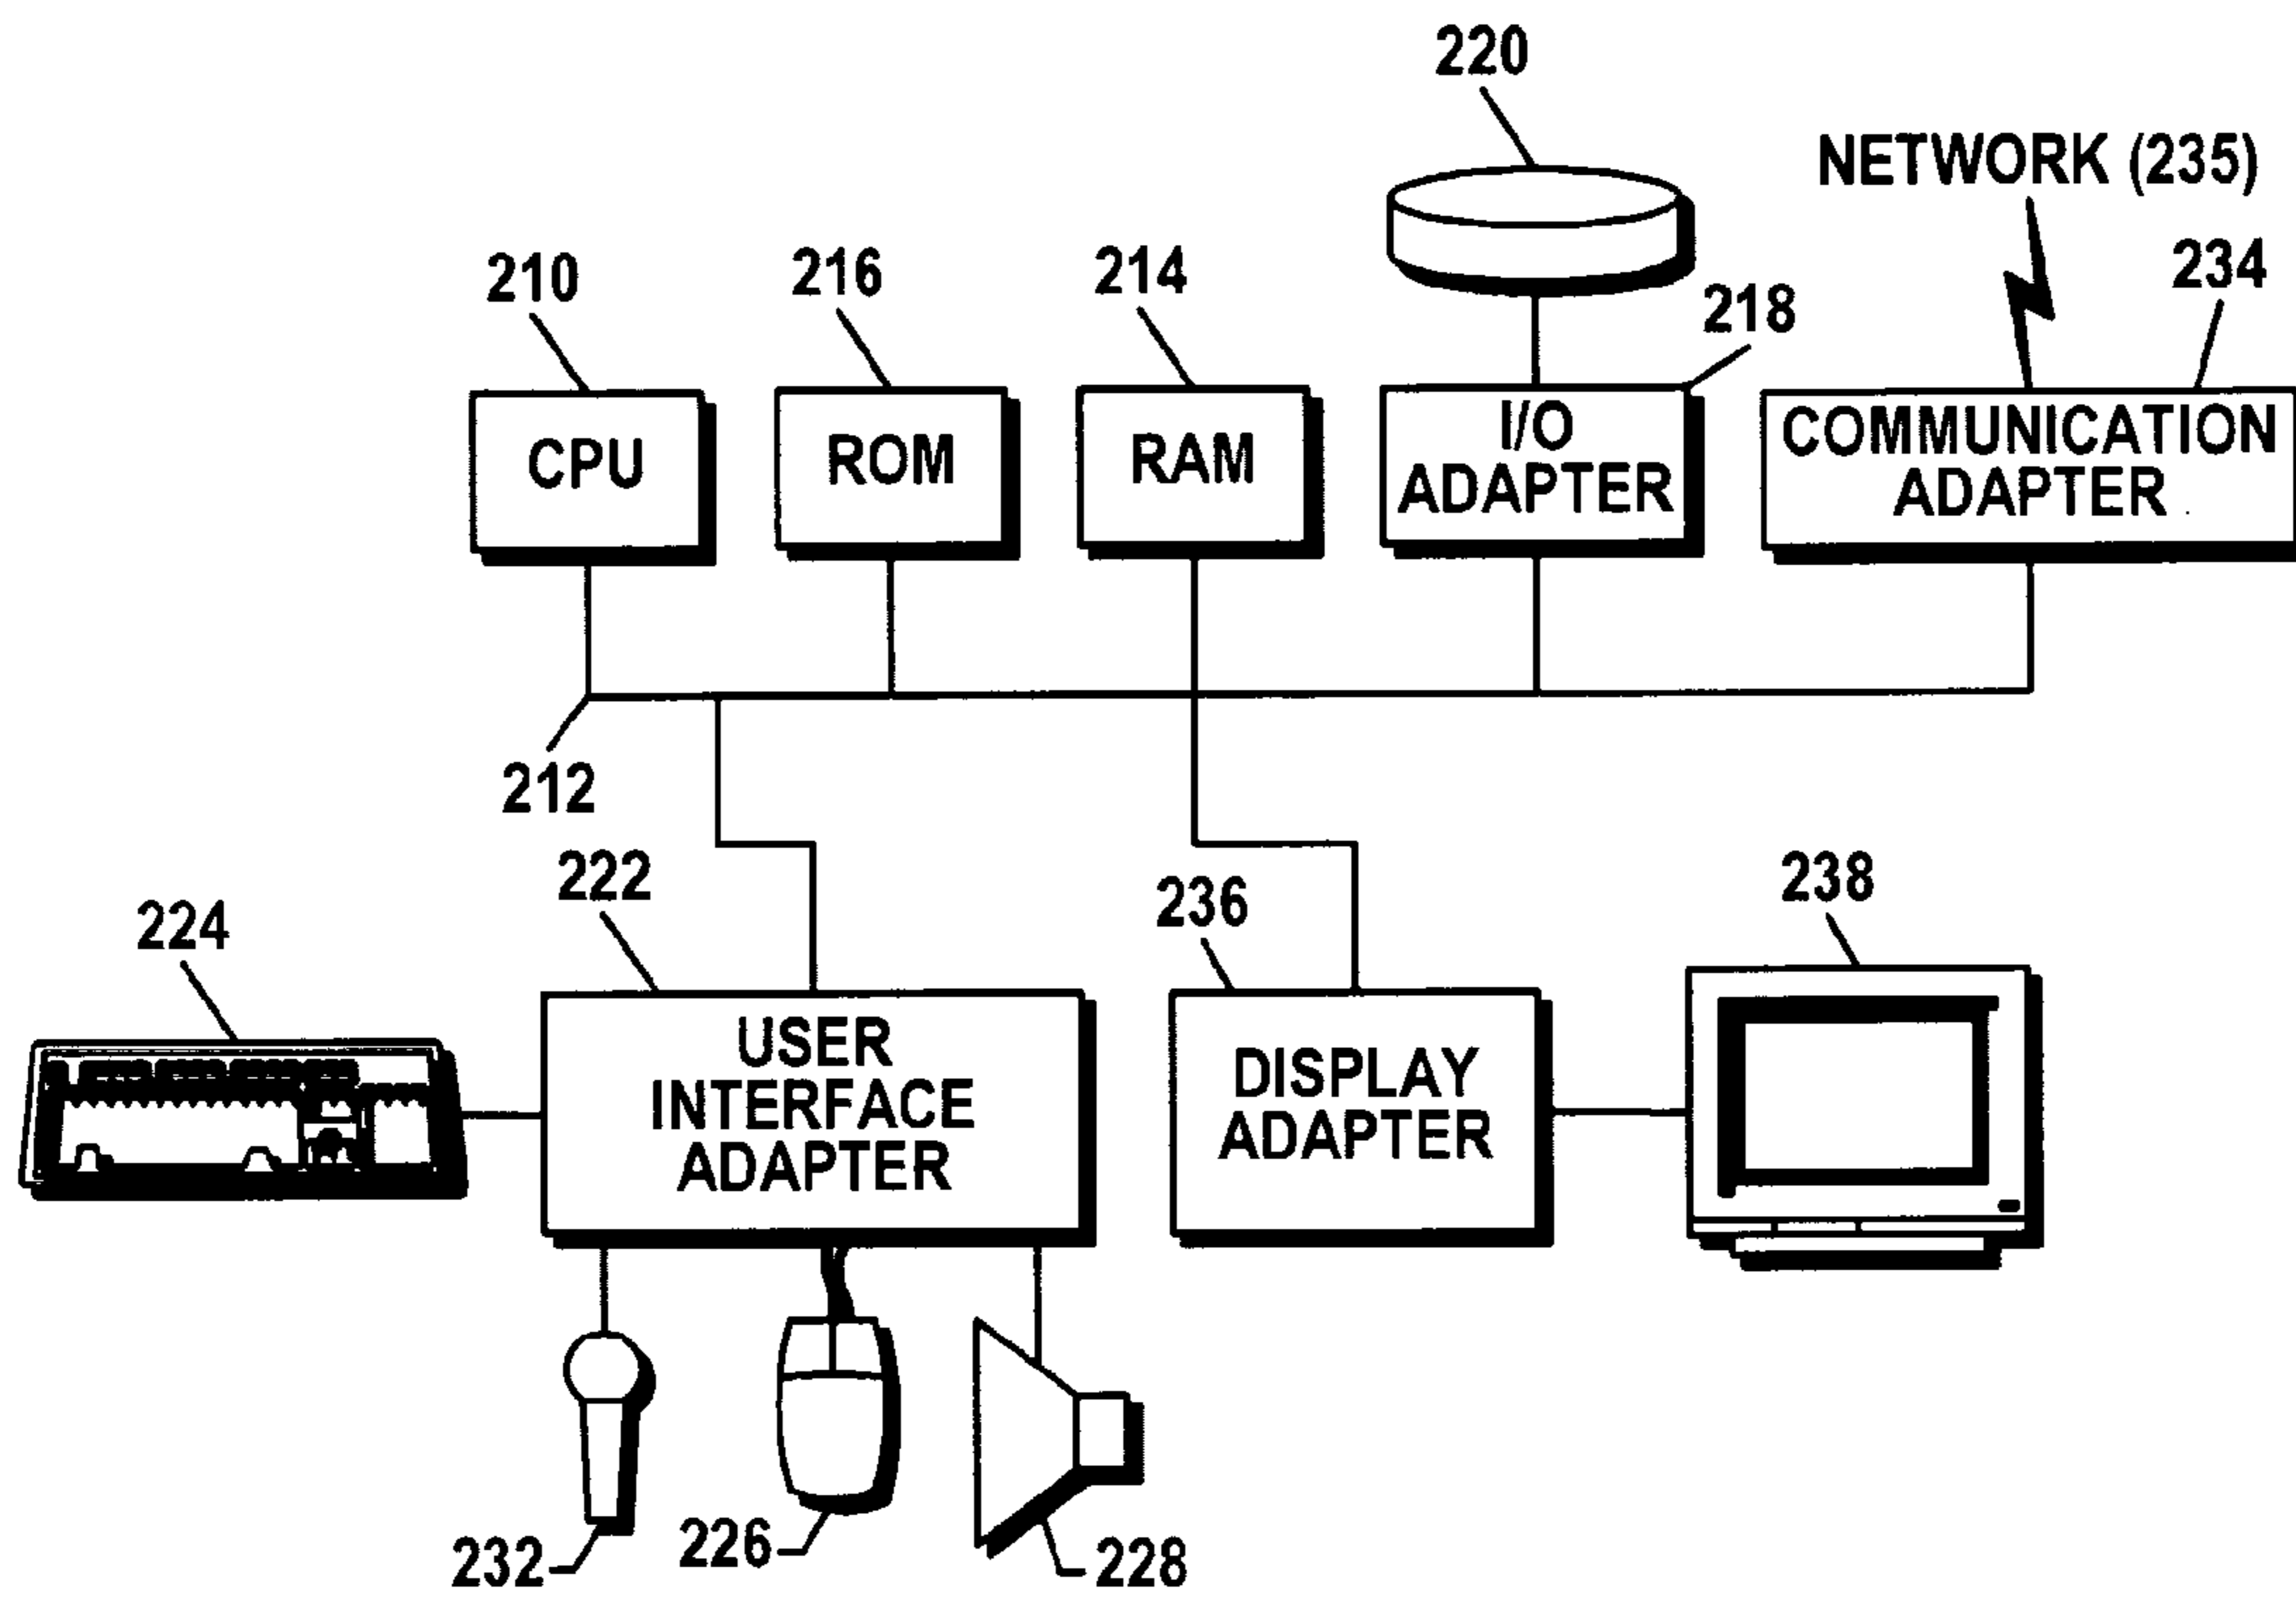 220
NETWORK (235)
210
216
214
218
234
CPU
ROM
RAM
I/O
ADAPTER
COMMUNICATION
ADAPTER
212
222
236
238
224
USER
INTERFACE
ADAPTER
DISPLAY
ADAPTER
232
226
228